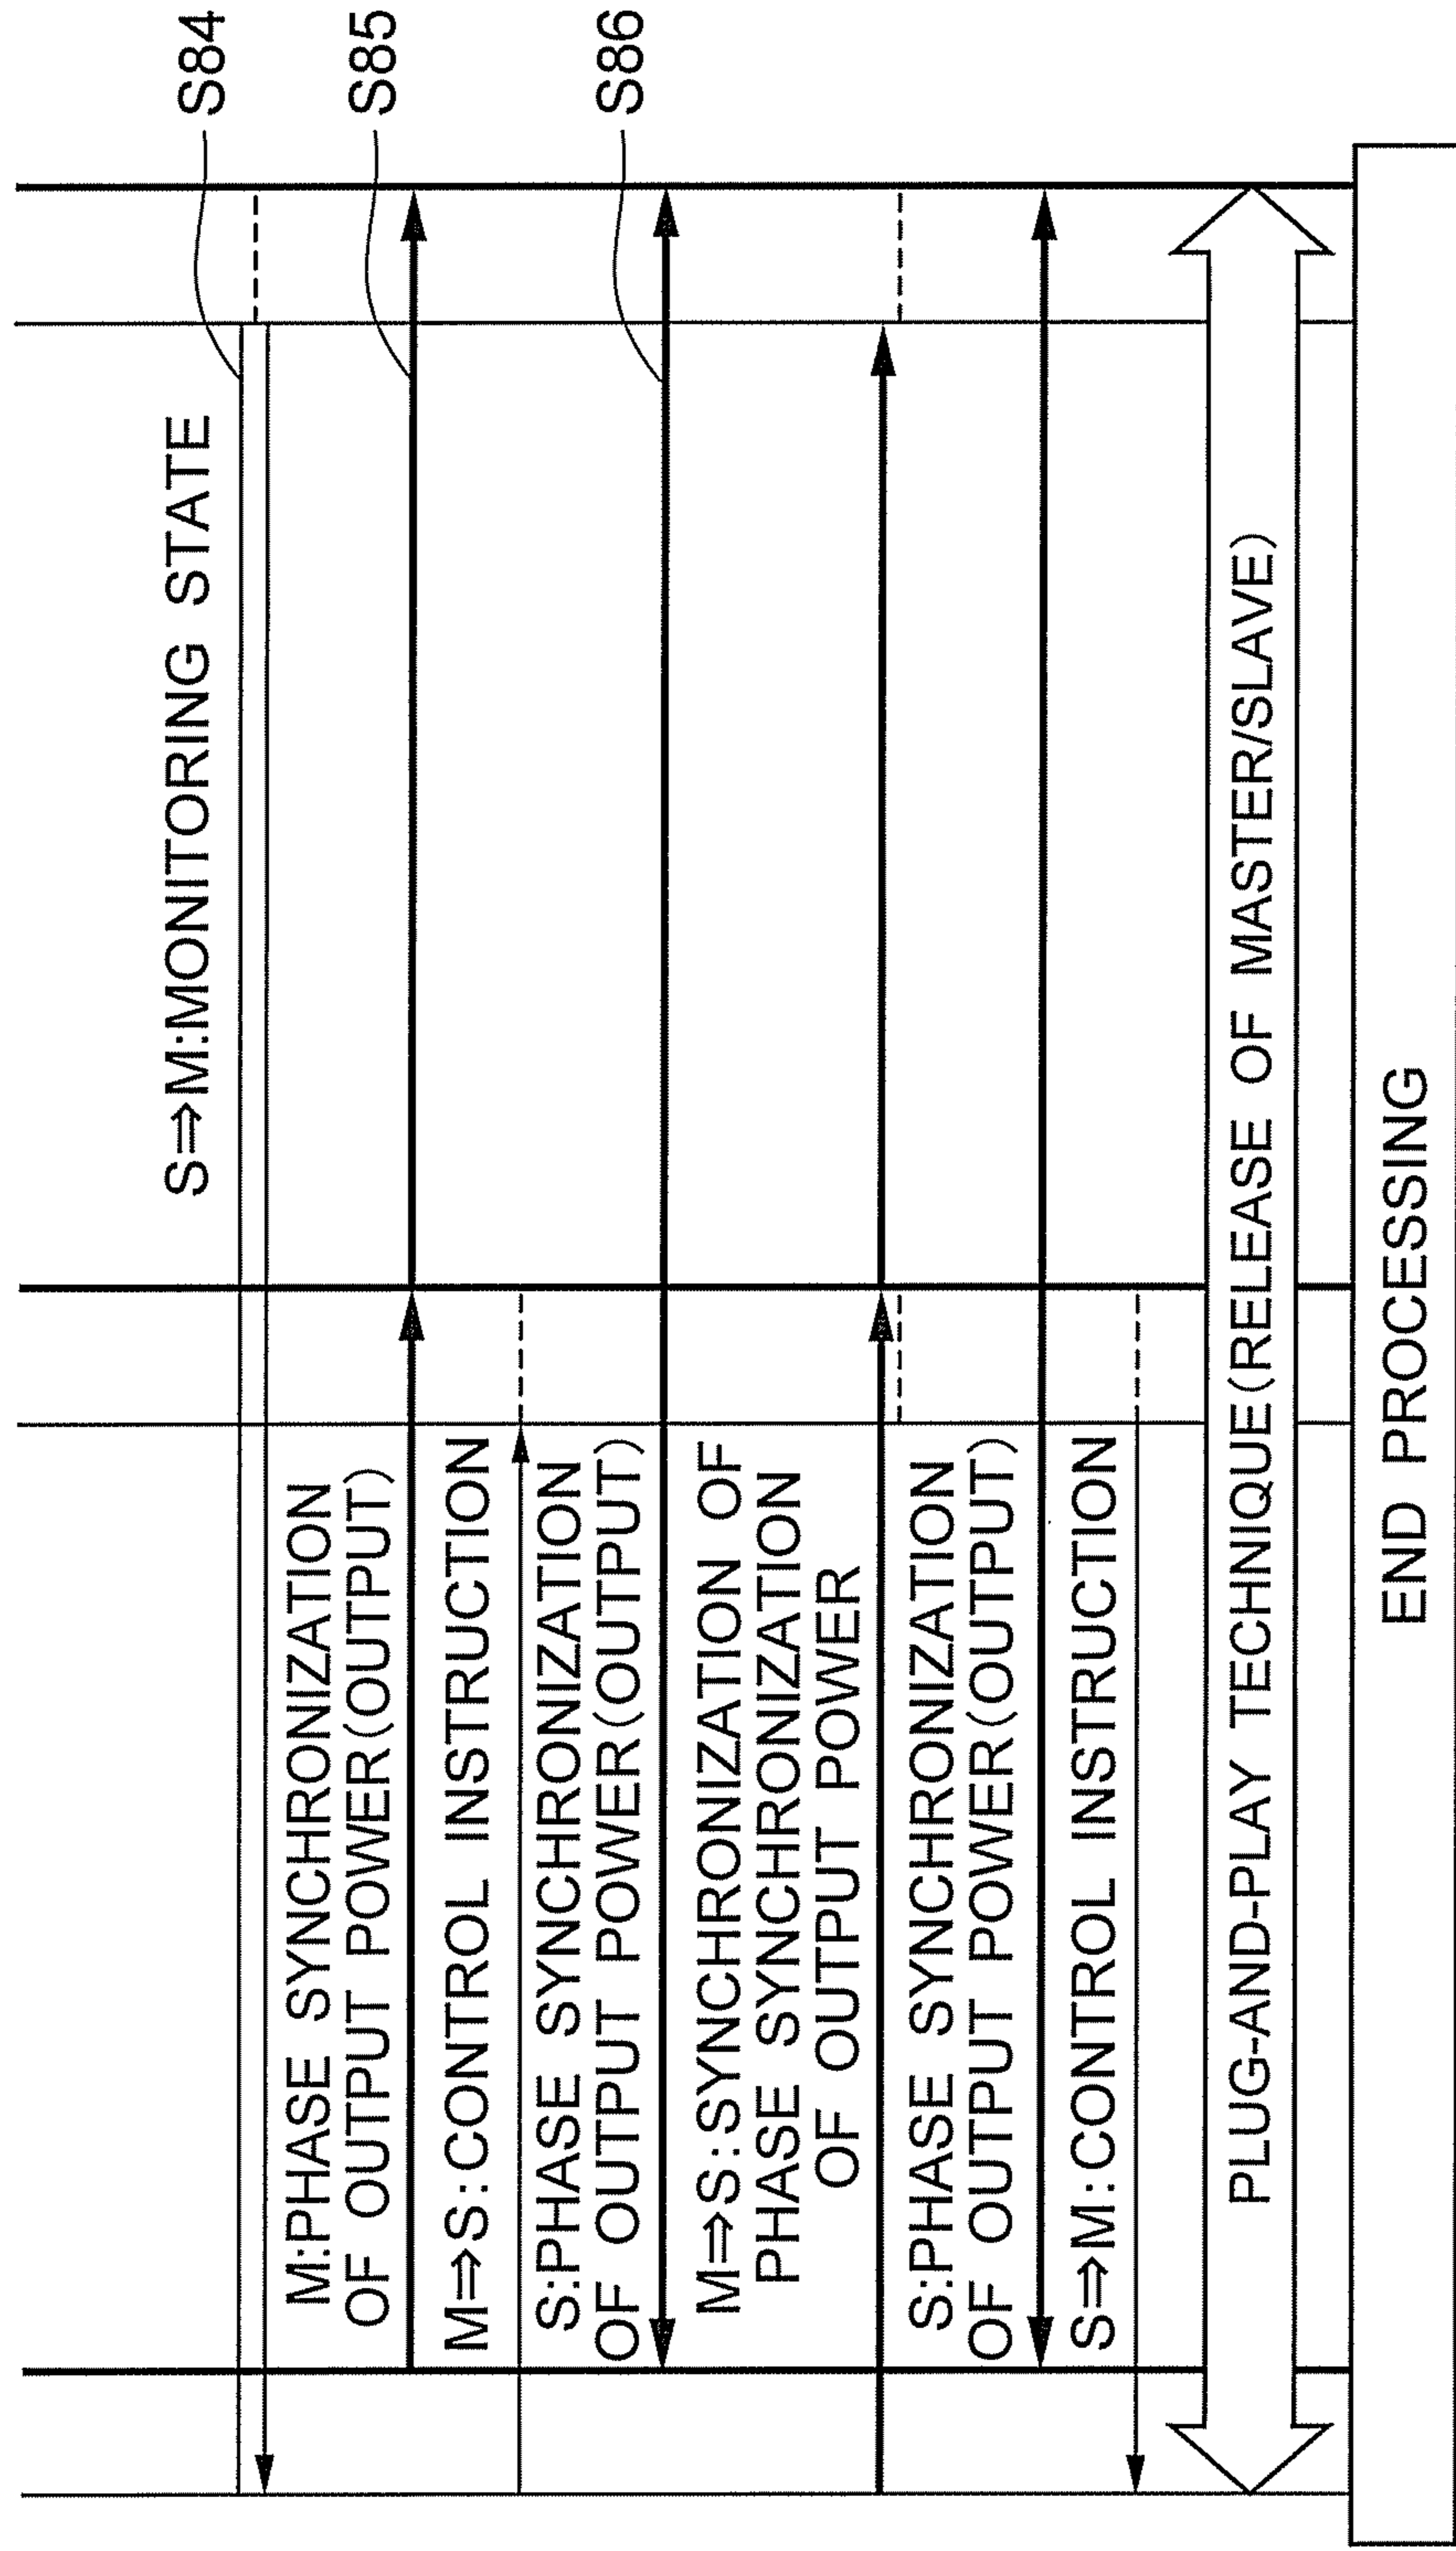 S⇒M:MONITORING STATE
S84
M:PHASE SYNCHRONIZATION
OF OUTPUT POWER(OUTPUT)
S85
M⇒S:CONTROL INSTRUCTION
S:PHASE SYNCHRONIZATION
OF OUTPUT POWER(OUTPUT)
S86
M⇒S:SYNCHRONIZATION OF
PHASE SYNCHRONIZATION
OF OUTPUT POWER
S:PHASE SYNCHRONIZATION
OF OUTPUT POWER(OUTPUT)
S⇒M:CONTROL INSTRUCTION
PLUG-AND-PLAY TECHNIQUE(RELEASE OF MASTER/SLAVE)
END PROCESSING